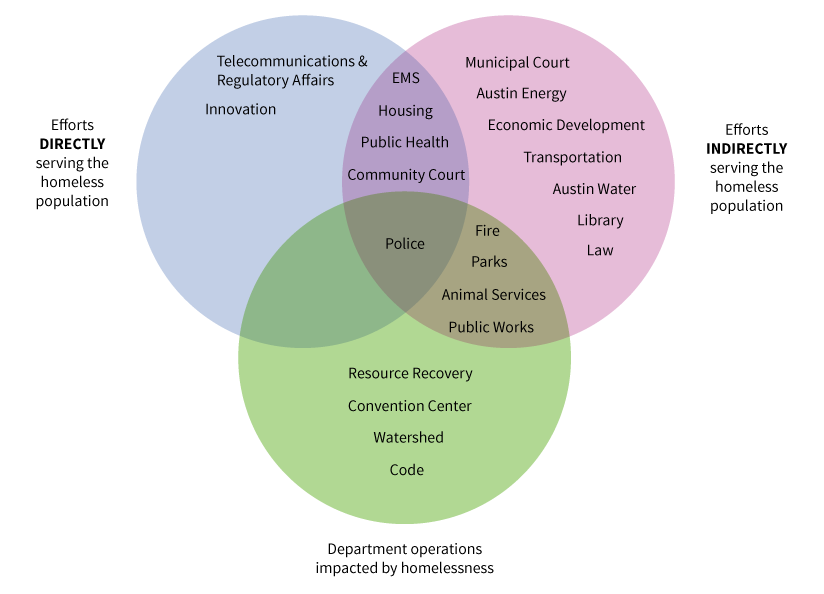 Efforts
DIRECTLY
serving the
homeless
population
Telecommunications &
Regulatory Affairs
Innovation
EMS
Housing
Public Health
Community Court
Municipal Court
Austin Energy
Economic Development
Transportation
Austin Water
Library
Law
Efforts
INDIRECTLY
serving the
homeless
population
Police
Fire
Parks
Animal Services
Public Works
Resource Recovery
Convention Center
Watershed
Code
Department operations
impacted by homelessness